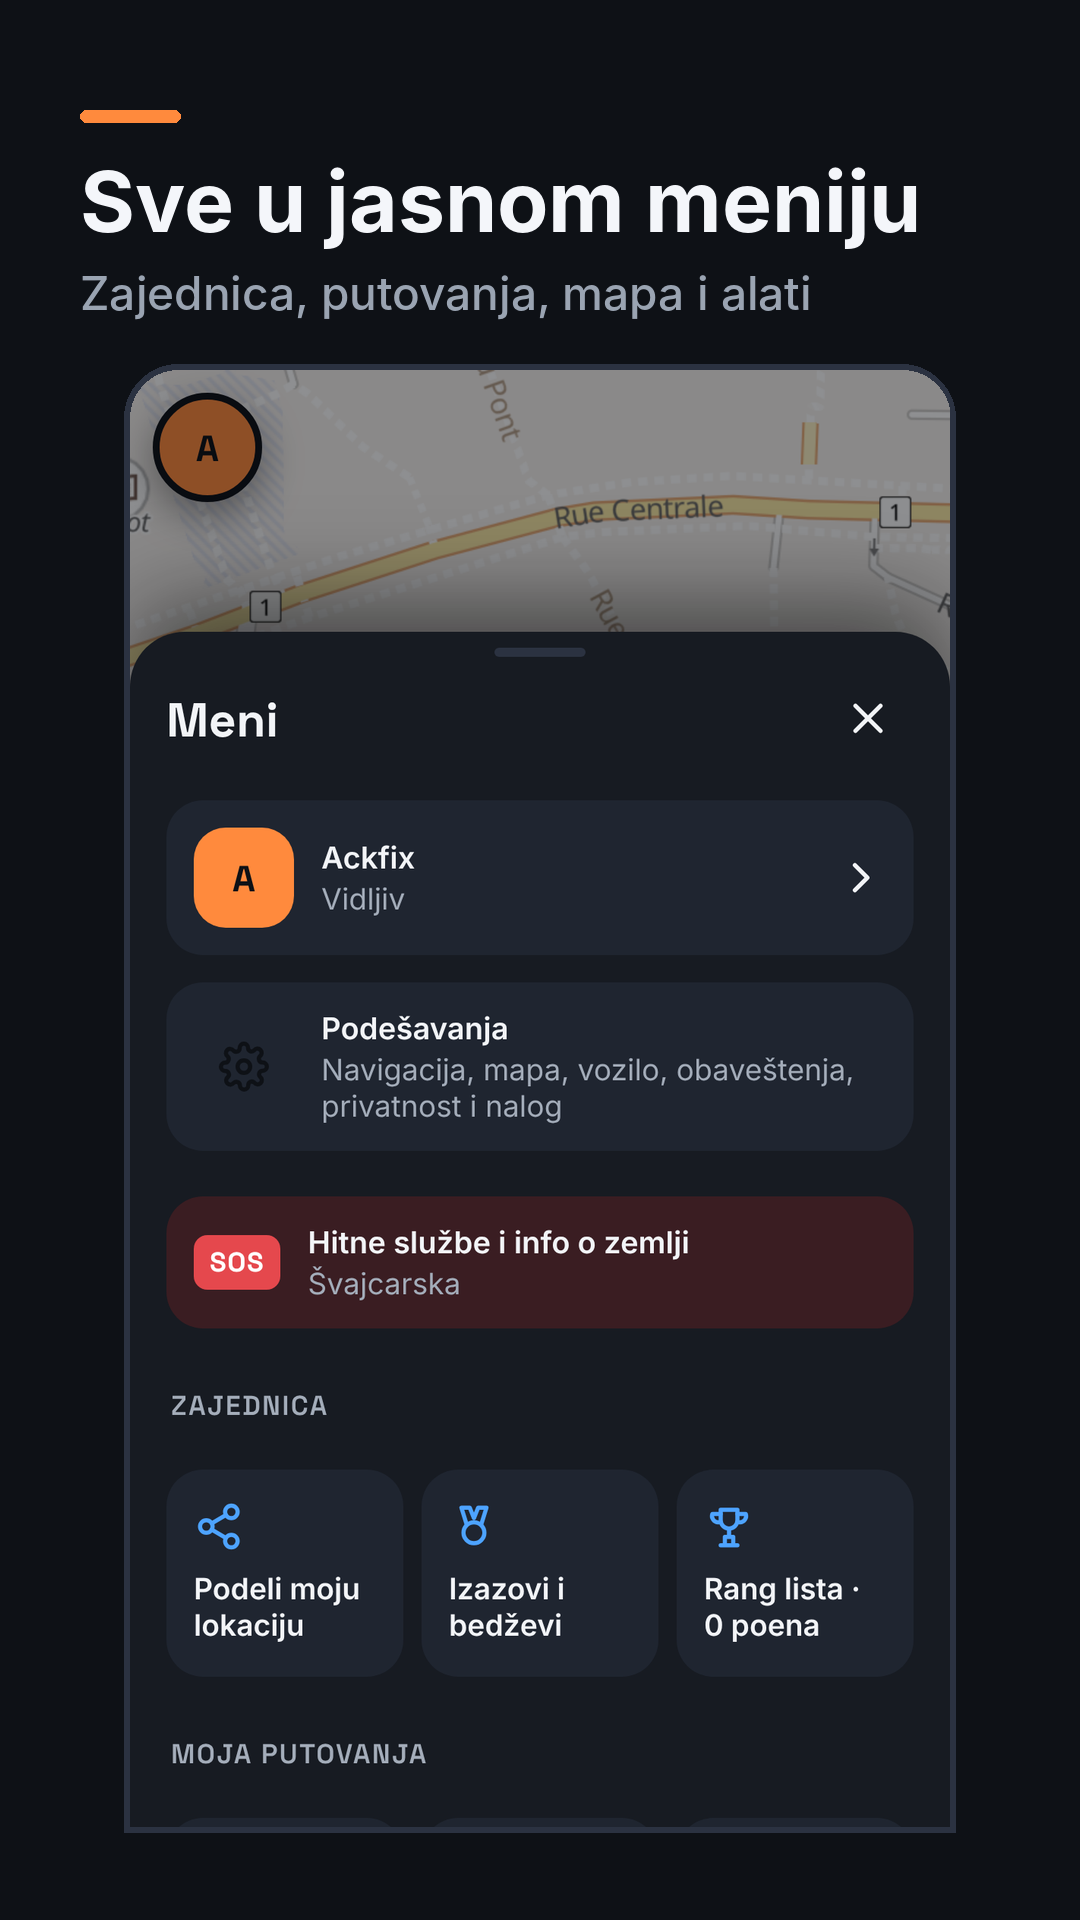 Sve u jasnom meniju
Zajednica, putovanja, mapa i alati
A
Pont
ot
Rue Centrale
1
1
Rue
Meni
A
Ackfix
Vidljiv
Podešavanja
Navigacija, mapa, vozilo, obaveštenja,
privatnost i nalog
SOS
Hitne službe i info o zemlji
Švajcarska
ZAJEDNICA
Podeli moju
lokaciju
Izazovi i
bedževi
Rang lista ·
0 poena
MOJA PUTOVANJA